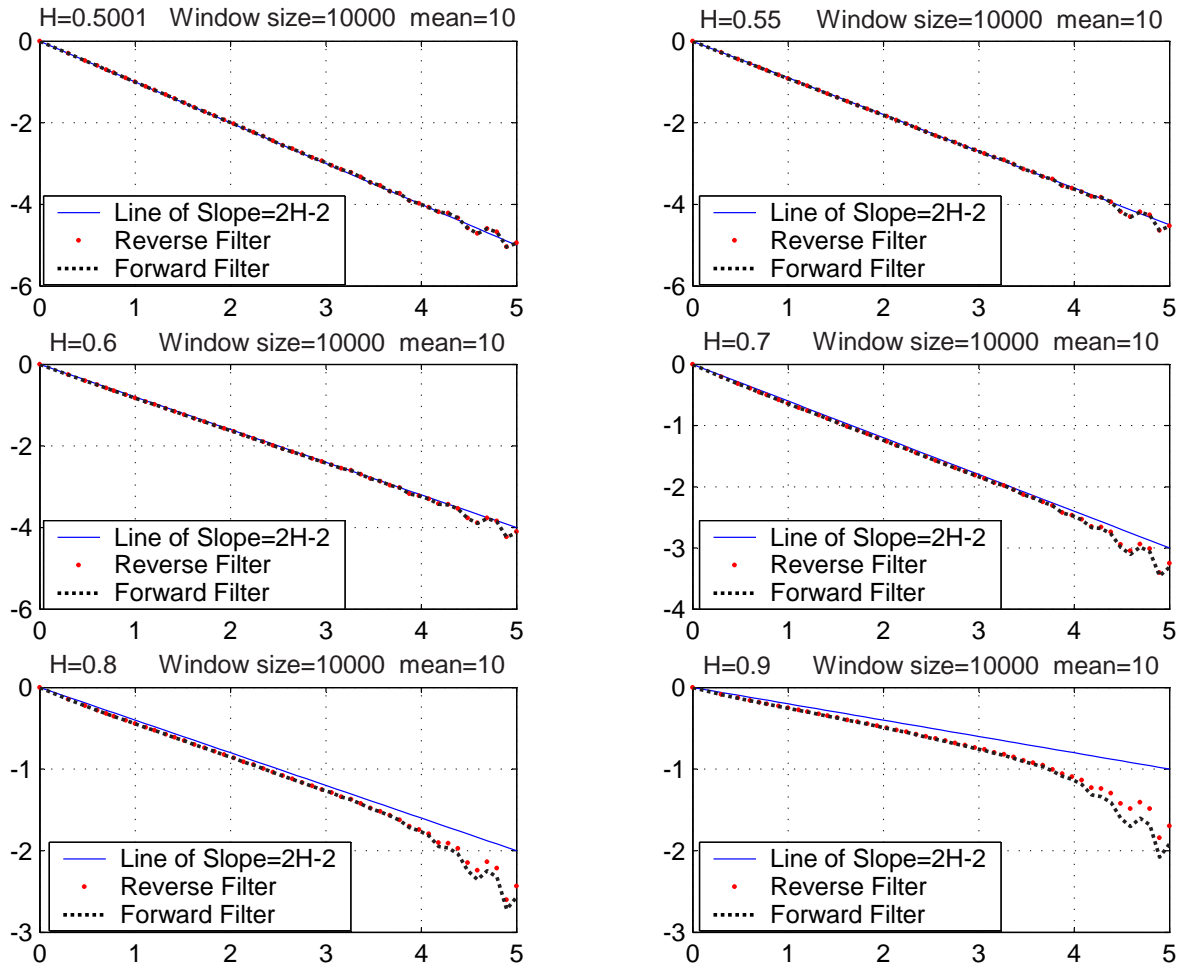 H=0.5001 Window size=10000 mean=10
0
-2
-4
-6
Line of Slope=2H-2
Reverse Filter
Forward Filter
0 1 2 3 4 5
H=0.55 Window size=10000 mean=10
0
-2
-4
-6
Line of Slope=2H-2
Reverse Filter
Forward Filter
0 1 2 3 4 5
H=0.6 Window size=10000 mean=10
0
-2
-4
-6
Line of Slope=2H-2
Reverse Filter
Forward Filter
0 1 2 3 4 5
H=0.7 Window size=10000 mean=10
0
-1
-2
-3
-4
Line of Slope=2H-2
Reverse Filter
Forward Filter
0 1 2 3 4 5
H=0.8 Window size=10000 mean=10
0
-1
-2
-3
Line of Slope=2H-2
Reverse Filter
Forward Filter
0 1 2 3 4 5
H=0.9 Window size=10000 mean=10
0
-1
-2
-3
Line of Slope=2H-2
Reverse Filter
Forward Filter
0 1 2 3 4 5